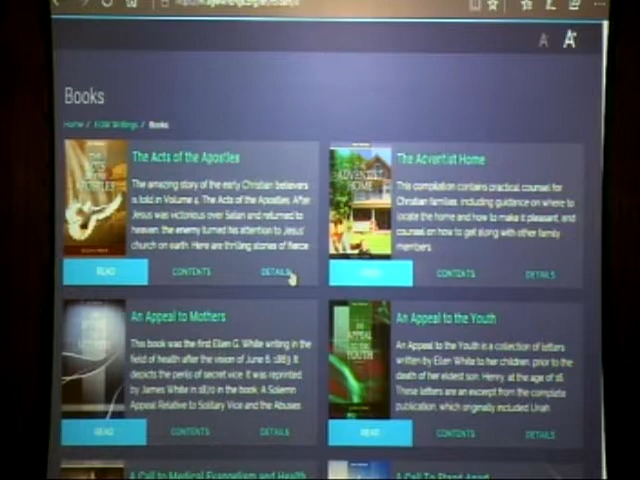 A
A
Books
Home / EGW Writings / Books
The Acts of the Apostles
The amazing story of the early Christian believers
is told in Volume 4, The Acts of the Apostles. After
Jesus was victorious over Satan and returned to
heaven, the enemy turned his attention to Jesus'
church on earth. Here are thrilling stories of fierce
READ
CONTENTS
DETAILS
THE ADVENTIST HOME
The Adventist Home
This compilation contains practical counsel for
Christian families, including guidance on where to
locate the home and how to make it pleasant, and
counsel on how to get along with other family
members.
CONTENTS
DETAILS
An Appeal to Mothers
This book was the first Ellen G. White writing in the
field of health after the vision of June 6, 1863. It
depicts the perils of secret vice. It was reprinted
by James White in 1870 in the book, A Solemn
Appeal Relative to Solitary Vice and the Abuses
READ
CONTENTS
DETAILS
AN
APPEAL
TO THE
YOUTH
An Appeal to the Youth
An Appeal to the Youth is a collection of letters
written by Ellen White to her children, prior to the
death of her eldest son, Henry, at the age of 16.
These letters are an excerpt from the complete
publication, which originally included Uriah
READ
CONTENTS
DETAILS
A Call to Medical Evangelism and Health
A Call To Stand Apart